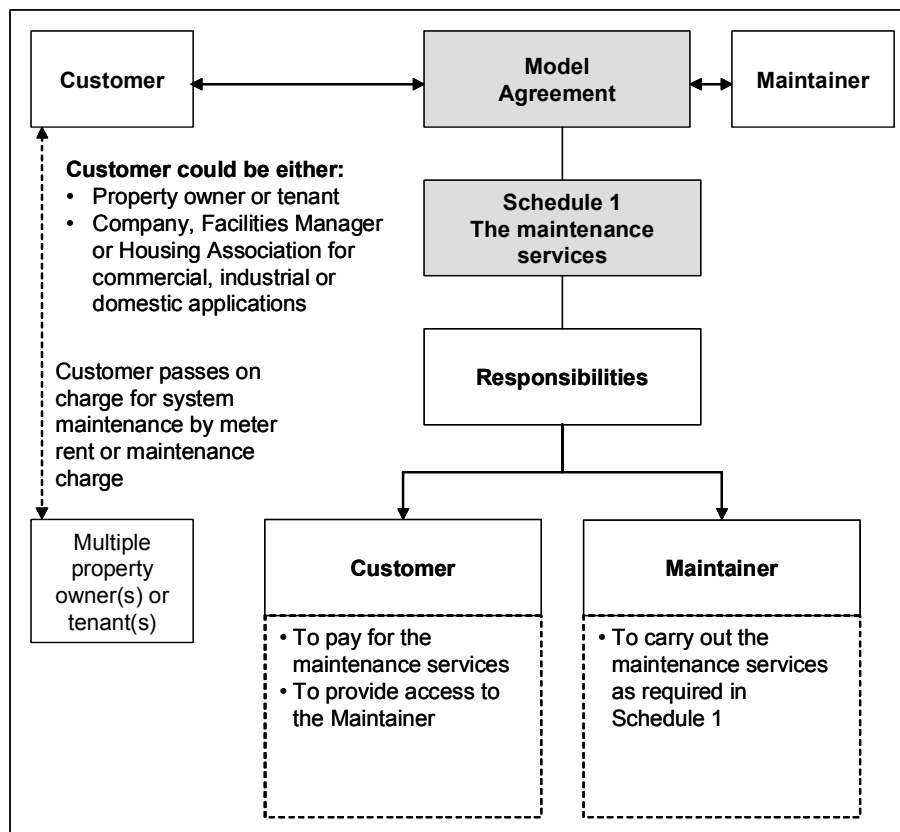 Customer
Model
Agreement
Maintainer
Customer could be either:
• Property owner or tenant
• Company, Facilities Manager
or Housing Association for
commercial, industrial or
domestic applications
Schedule 1
The maintenance
services
Customer passes on
charge for system
maintenance by meter
rent or maintenance
charge
Responsibilities
Multiple
property
owner(s) or
tenant(s)
Customer
• To pay for the
maintenance services
• To provide access to
the Maintainer
Maintainer
• To carry out the
maintenance services
as required in
Schedule 1